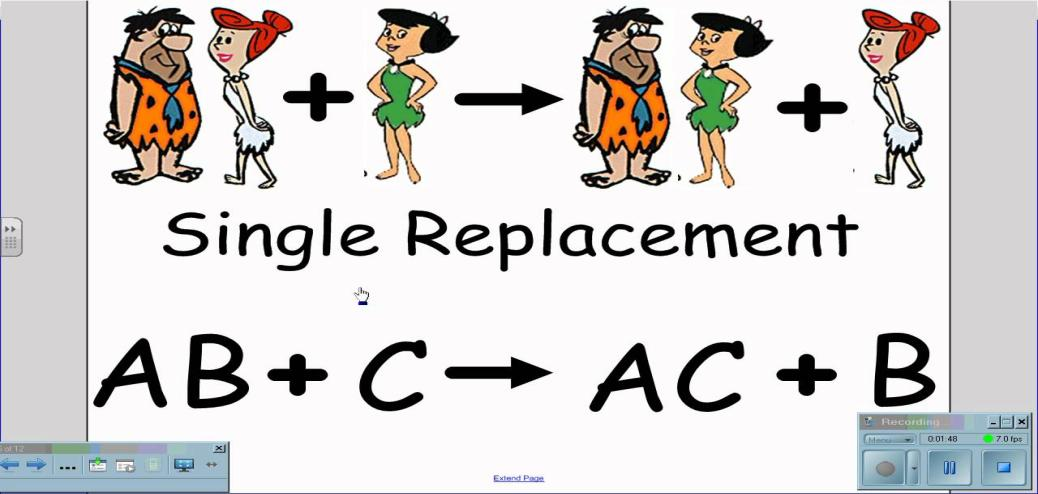 Single Replacement
AB + C → AC + B
Recording...
Menu
0:01:48
7.0 fps
of 12
Extend Page